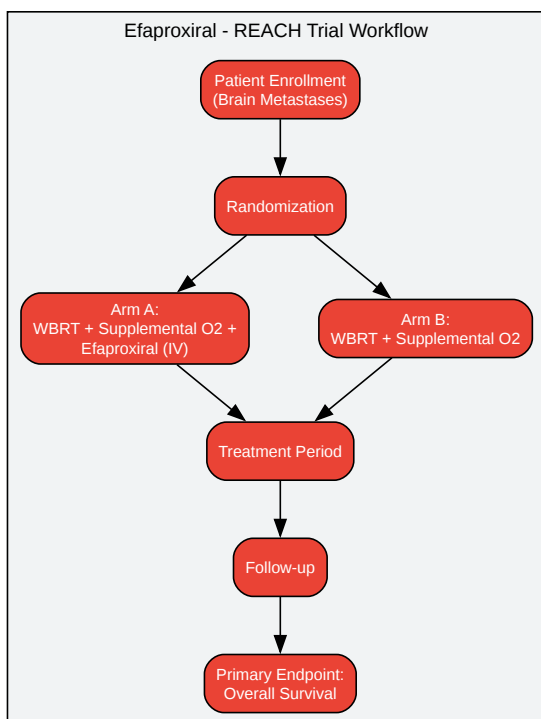 Efaproxiral - REACH Trial Workflow
Patient Enrollment
(Brain Metastases)
Randomization
Arm A:
WBRT + Supplemental O2 +
Efaproxiral (IV)
Arm B:
WBRT + Supplemental O2
Treatment Period
Follow-up
Primary Endpoint:
Overall Survival